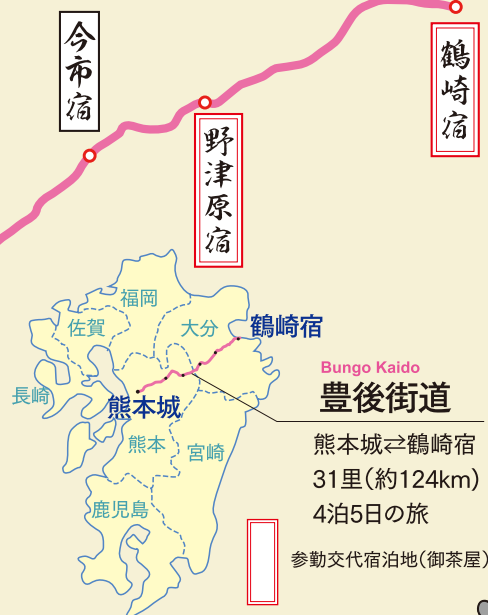 今市宿
野津原宿
鶴崎宿
福岡
佐賀
大分
鶴崎宿
長崎
熊本城
熊本
宮崎
鹿児島
Bungo Kaido
豊後街道
熊本城⇄鶴崎宿
31里(約124km)
4泊5日の旅
参勤交代宿泊地(御茶屋)